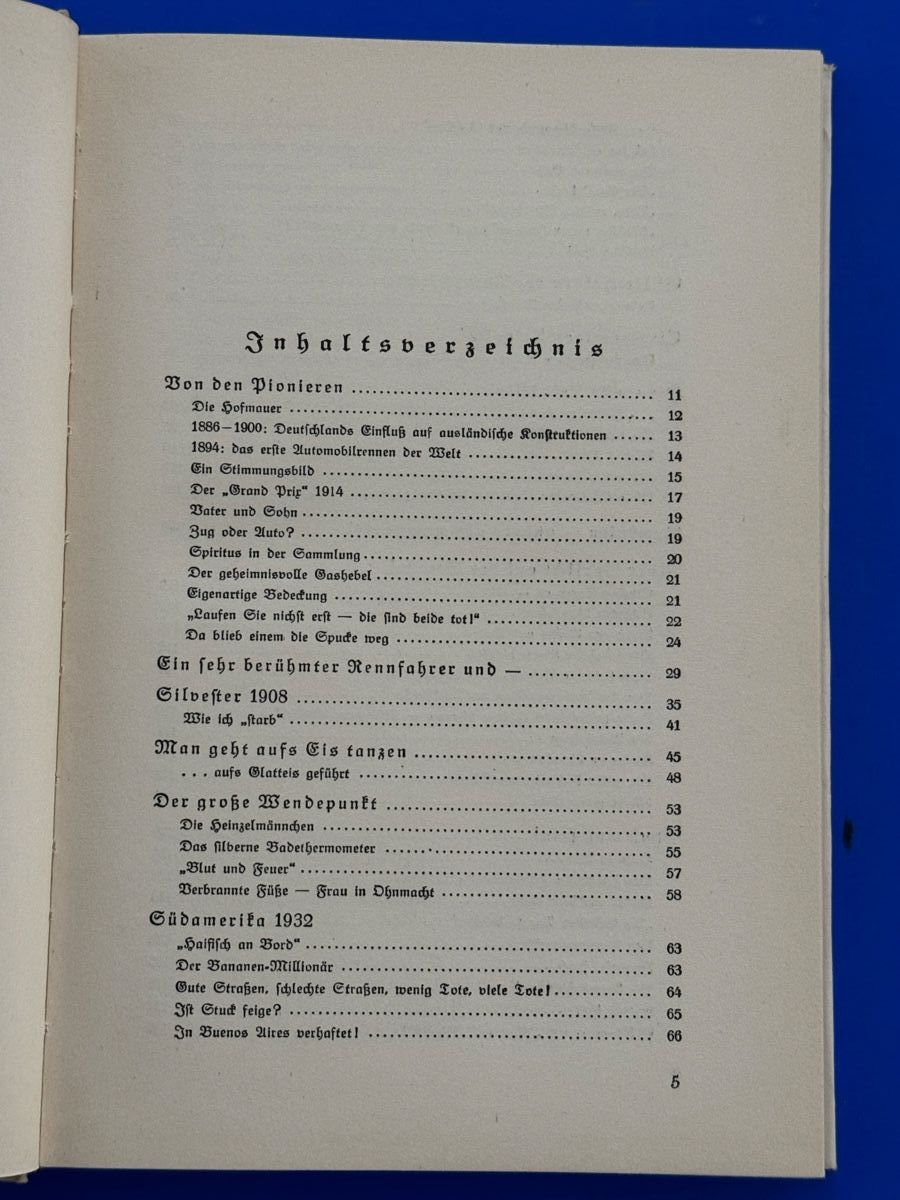 Inhaltsverzeichnis
Von den Pionieren ........................................ 11
Die Hofmauer ........................................ 12
1886–1900: Deutschlands Einfluß auf ausländische Konstruktionen ...... 13
1894: das erste Automobilrennen der Welt ........................ 14
Ein Stimmungsbild ........................................ 15
Der „Grand Prix“ 1914 ........................................ 17
Vater und Sohn ........................................ 19
Zug oder Auto? ........................................ 19
Spiritus in der Sammlung ........................................ 20
Der geheimnisvolle Gashebel ........................................ 21
Eigenartige Bedeckung ........................................ 21
„Laufen Sie nichst erst — die sind beide tot!“ ........................ 22
Da blieb einem die Spucke weg ................................ 24
Ein sehr berühmter Rennfahrer und — ................ 29
Silvester 1908 ........................................ 35
Wie ich „starb“ ........................................ 41
Man geht aufs Eis tanzen ................................ 45
. . . aufs Glatteis geführt ........................................ 48
Der große Wendepunkt ................................ 53
Die Heinzelmännchen ........................................ 53
Das silberne Badethermometer ................................ 55
„Blut und Feuer“ ........................................ 57
Verbrannte Füße — Frau in Ohnmacht ........................ 58
Südamerika 1932
„Haifisch an Bord“ ........................................ 63
Der Bananen-Millionär ........................................ 63
Gute Straßen, schlechte Straßen, wenig Tote, viele Tote! ............. 64
Ist Stuck feige? ........................................ 65
In Buenos Aires verhaftet! ........................................ 66
5